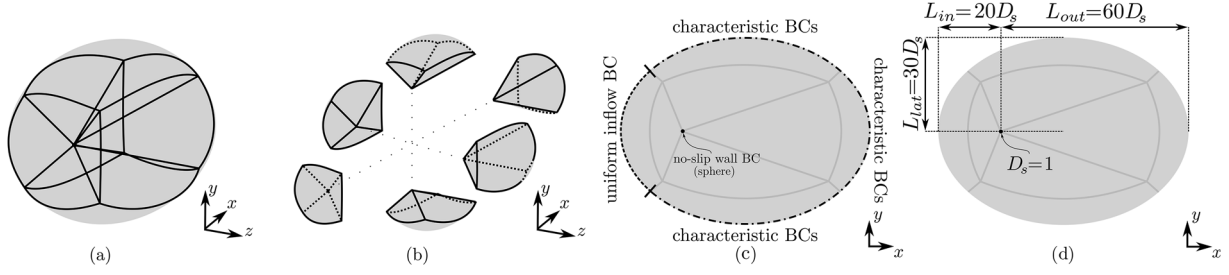 y
x
z
(a)
y
x
z
(b)
characteristic BCs
uniform inflow BC
characteristic BCs
no-slip wall BC
(sphere)
characteristic BCs
y
x
(c)
L_in=20D_s
L_out=60D_s
L_lat=30D_s
D_s=1
y
x
(d)